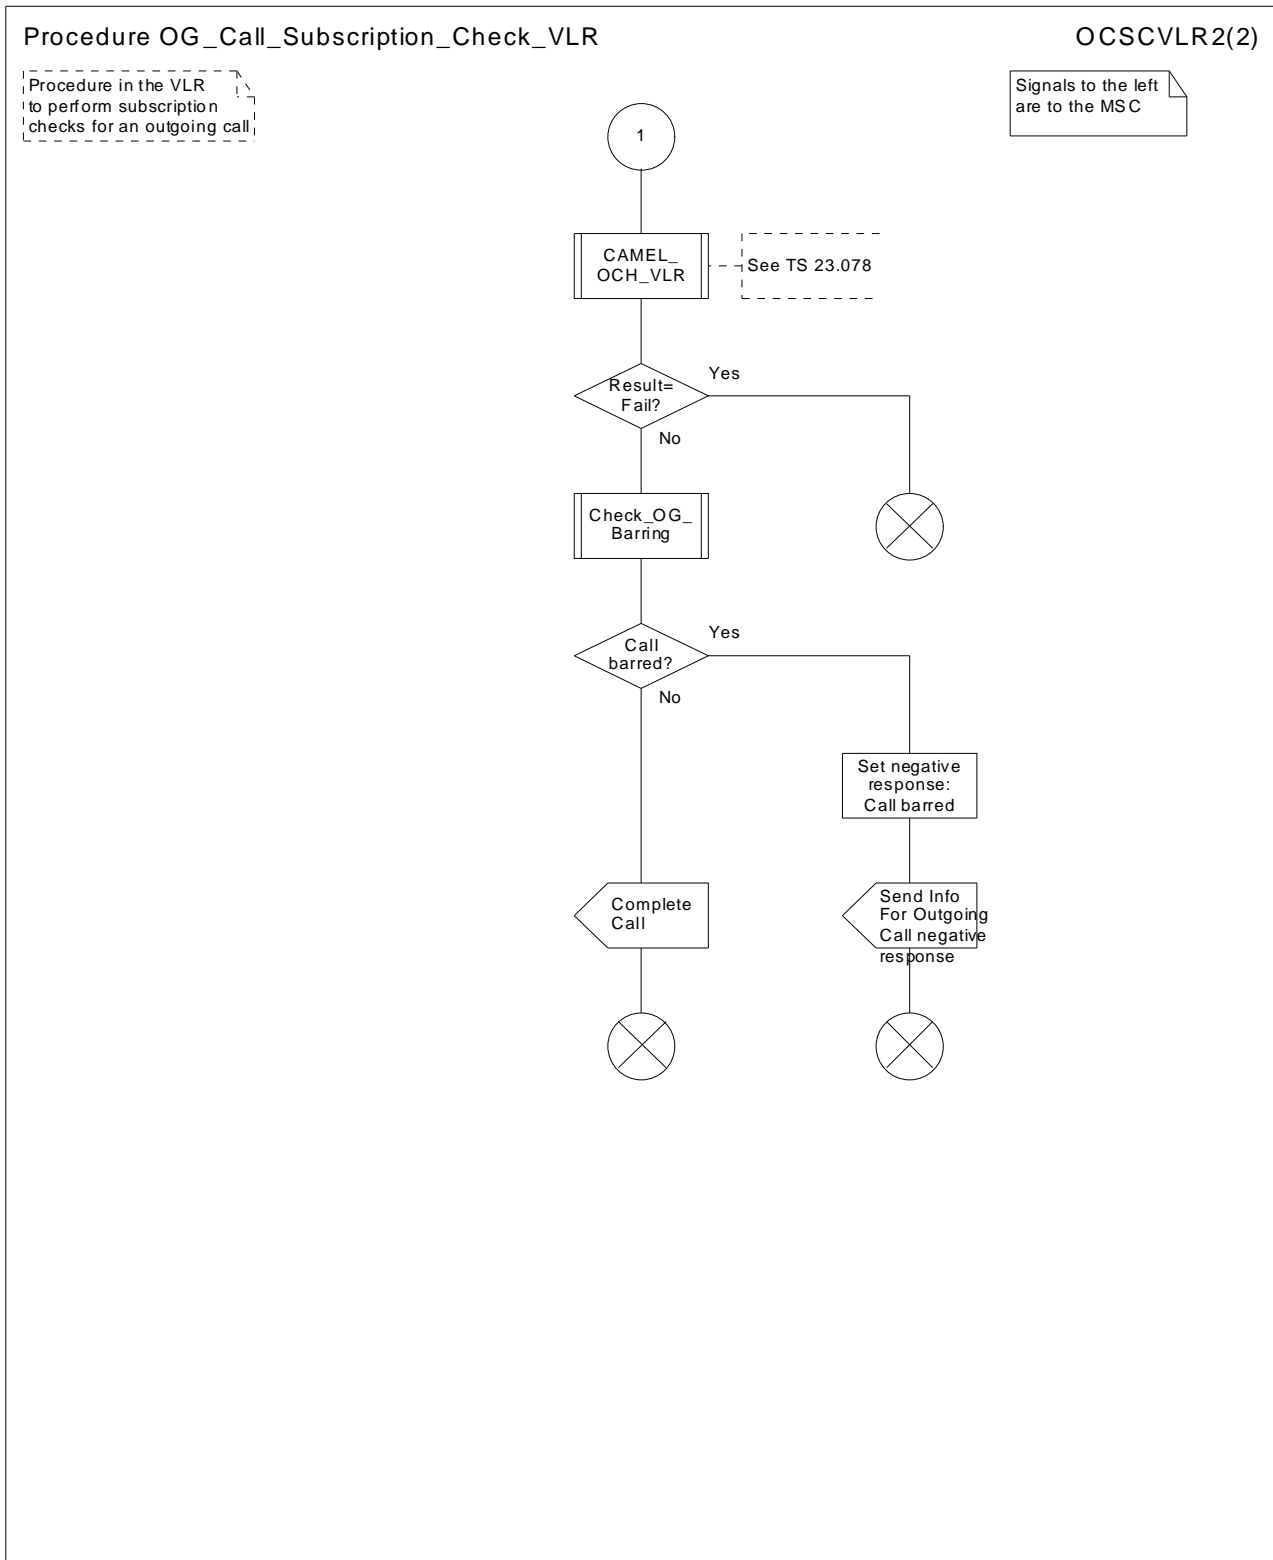 Procedure OG_Call_Subscription_Check_VLR
OCSCVLR2(2)
Procedure in the VLR
to perform subscription
checks for an outgoing call
Signals to the left
are to the MSC
1
CAMEL_
OCH_VLR
See TS 23.078
Result=
Fail?
Yes
No
Check_OG_
Barring
Call
barred?
Yes
No
Set negative
response:
Call barred
Complete
Call
Send Info
For Outgoing
Call negative
response